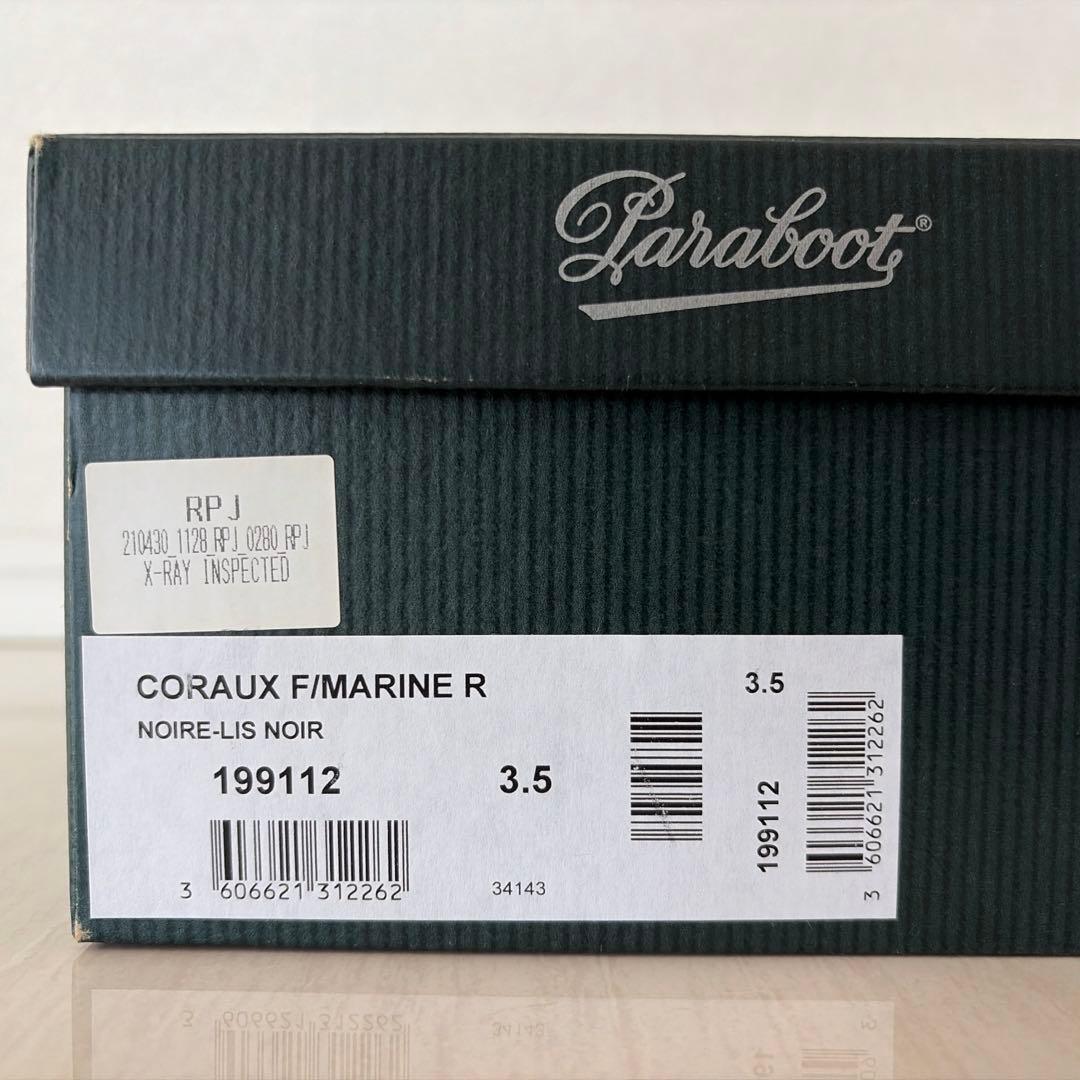 Paraboot®
RPJ
210430_1128_RPJ_0280_RPJ
X-RAY INSPECTED
CORAUX F/MARINE R
3.5
NOIRE-LIS NOIR
199112
3.5
3 606621 312262
34143
199112
3 606621 312262